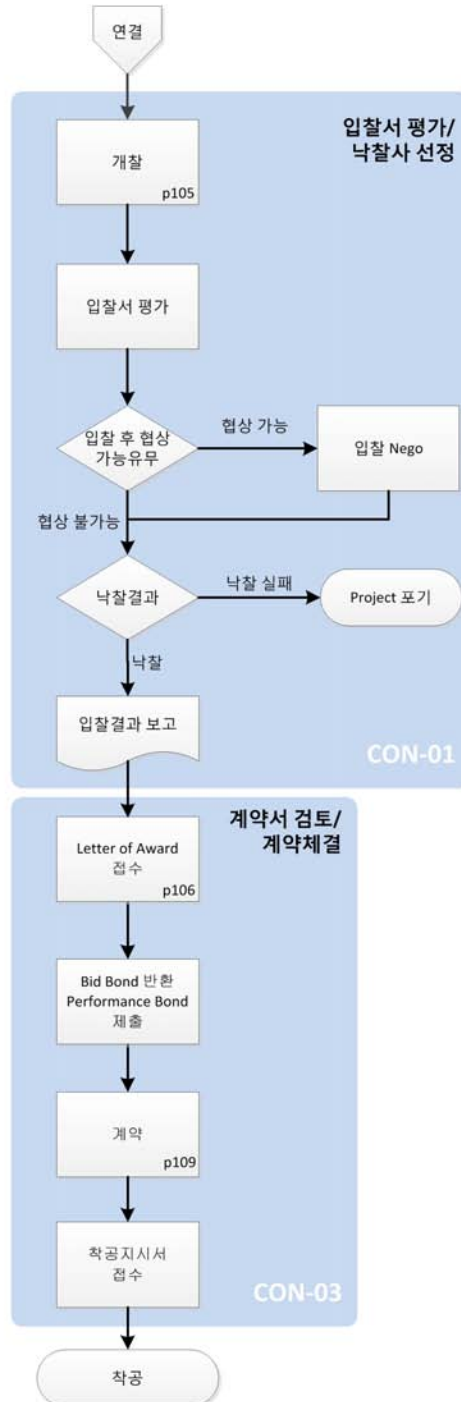 연결
입찰서 평가/
낙찰사 선정
개찰
p105
입찰서 평가
입찰 후 협상
가능유무
협상 가능
입찰 Nego
협상 불가능
낙찰결과
낙찰 실패
Project 포기
낙찰
입찰결과 보고
CON-01
계약서 검토/
계약체결
Letter of Award
접수
p106
Bid Bond 반환
Performance Bond
제출
계약
p109
착공지시서
접수
CON-03
착공